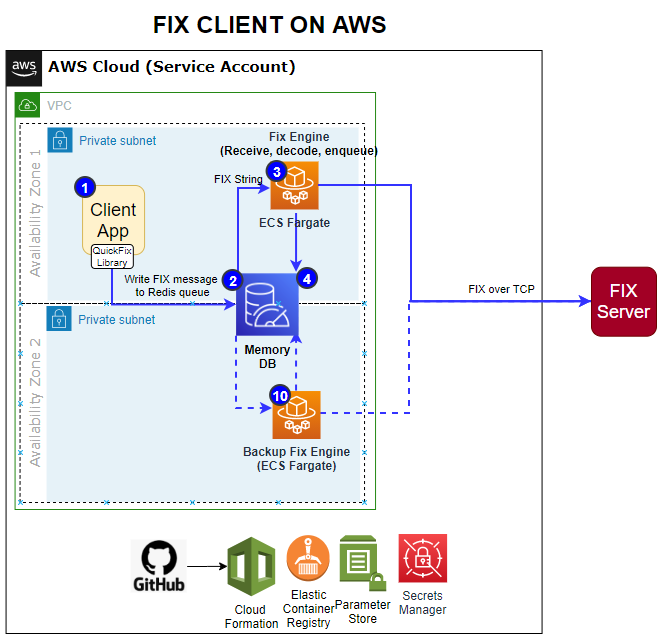 FIX CLIENT ON AWS
aws
AWS Cloud (Service Account)
VPC
Availability Zone 1
Private subnet
Fix Engine
(Receive, decode, enqueue)
1
Client
App
QuickFix
Library
FIX String
3
ECS Fargate
Write FIX message
to Redis queue
2
4
FIX over TCP
FIX
Server
Availability Zone 2
Private subnet
Memory
DB
10
Backup Fix Engine
(ECS Fargate)
GitHub
Cloud
Formation
Elastic
Container
Registry
Parameter
Store
Secrets
Manager